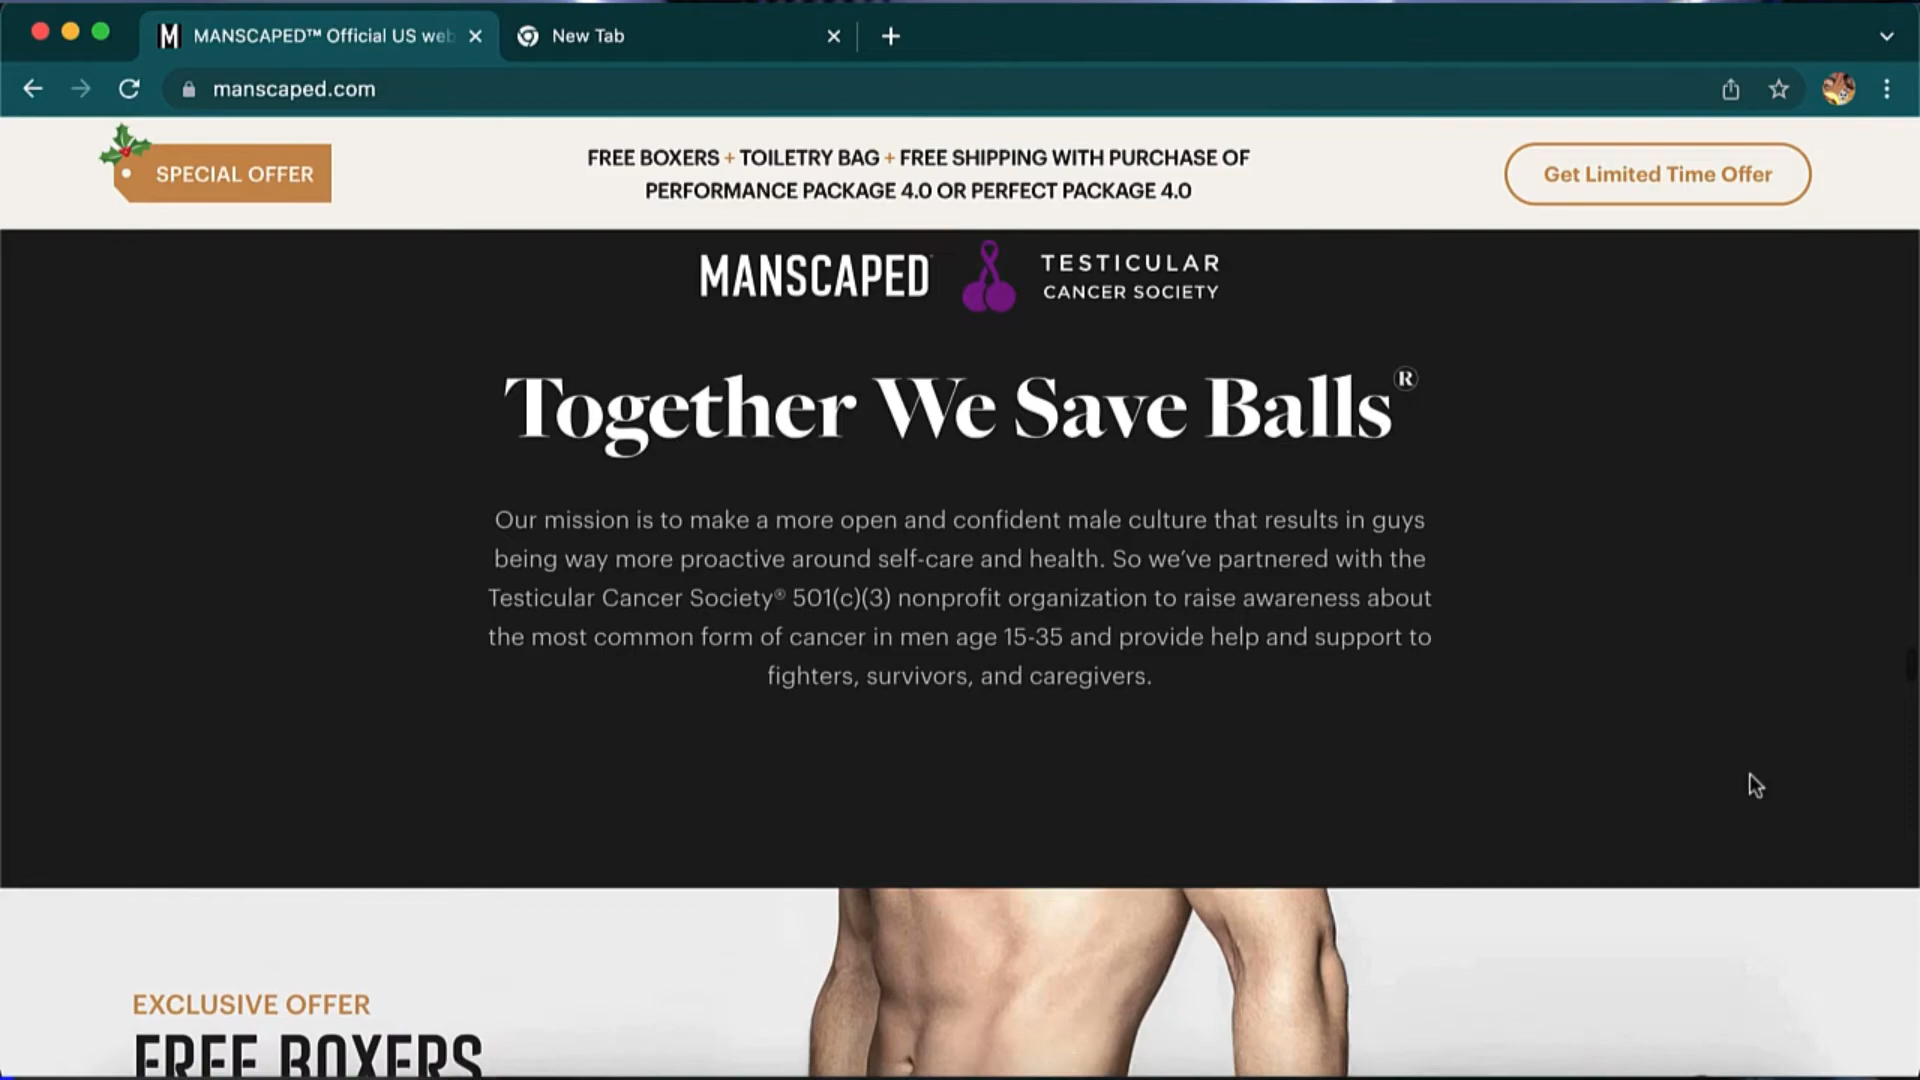 MANSCAPED™ Official US web
New Tab
manscaped.com
SPECIAL OFFER
FREE BOXERS + TOILETRY BAG + FREE SHIPPING WITH PURCHASE OF
PERFORMANCE PACKAGE 4.0 OR PERFECT PACKAGE 4.0
Get Limited Time Offer
MANSCAPED
TESTICULAR
CANCER SOCIETY
Together We Save Balls®
Our mission is to make a more open and confident male culture that results in guys
being way more proactive around self-care and health. So we’ve partnered with the
Testicular Cancer Society® 501(c)(3) nonprofit organization to raise awareness about
the most common form of cancer in men age 15-35 and provide help and support to
fighters, survivors, and caregivers.
EXCLUSIVE OFFER
FREE BOXERS